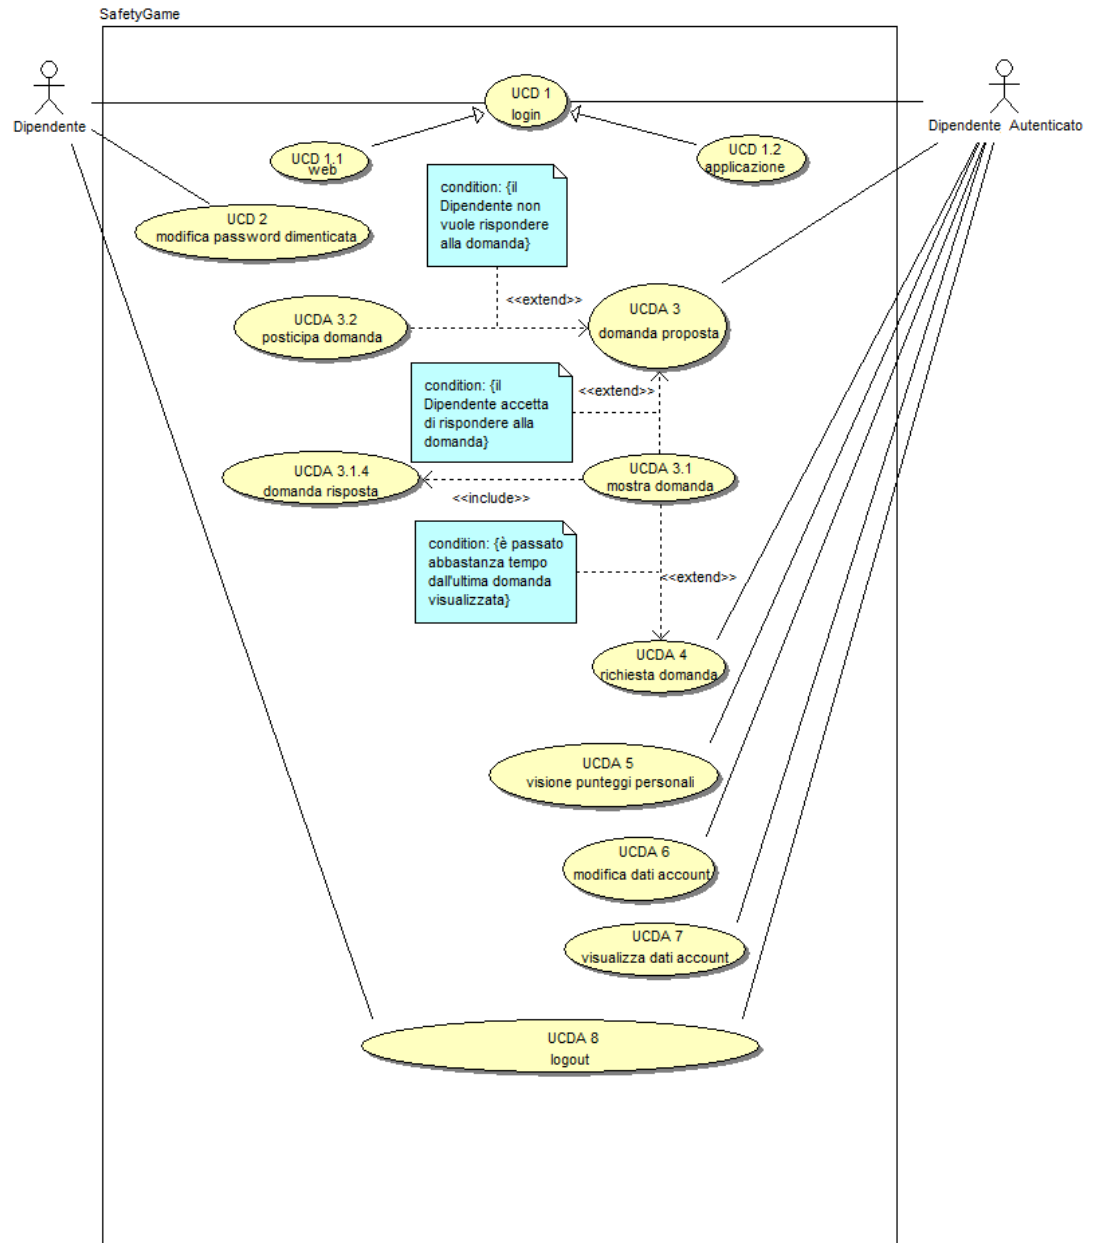 SafetyGame
Dipendente
Dipendente Autenticato
UCD 1
login
UCD 1.1
web
UCD 1.2
applicazione
UCD 2
modifica password dimenticata
condition: {il
Dipendente non
vuole rispondere
alla domanda}
<<extend>>
UCDA 3.2
posticipa domanda
UCDA 3
domanda proposta
condition: {il
Dipendente accetta
di rispondere alla
domanda}
<<extend>>
UCDA 3.1.4
domanda risposta
<<include>>
UCDA 3.1
mostra domanda
condition: {è passato
abbastanza tempo
dall'ultima domanda
visualizzata}
<<extend>>
UCDA 4
richiesta domanda
UCDA 5
visione punteggi personali
UCDA 6
modifica dati account
UCDA 7
visualizza dati account
UCDA 8
logout